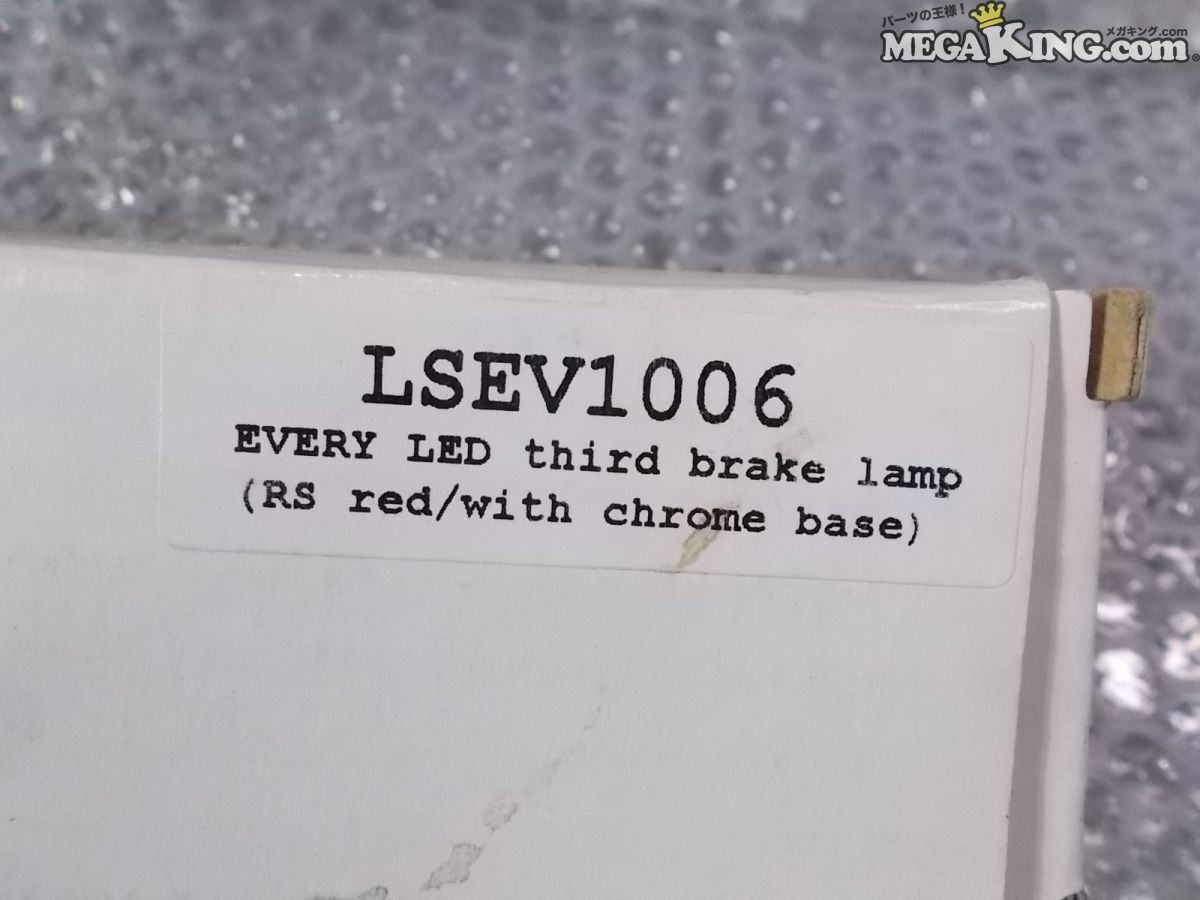 パーツの王様！
メガキング.com
MEGAKING.com®
LSEV1006
EVERY LED third brake lamp
(RS red/with chrome base)